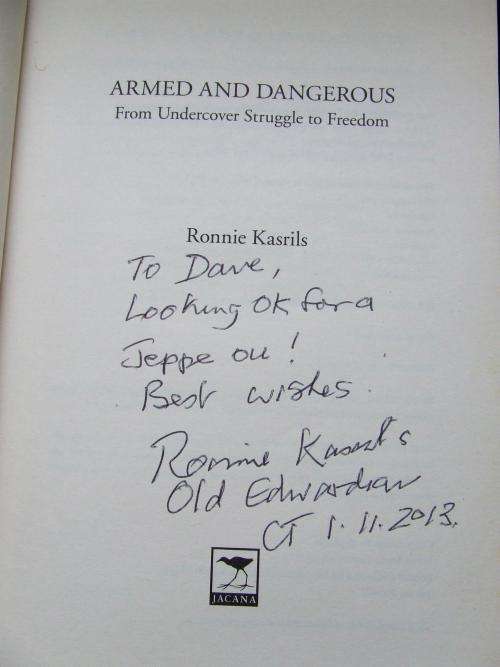 ARMED AND DANGEROUS
From Undercover Struggle to Freedom
Ronnie Kasrils
To Dave,
Looking OK for a
Jeppe ou!
Best wishes.
Ronnie Kasrils
Old Edwardian
CT 1.11.2013.
JACANA